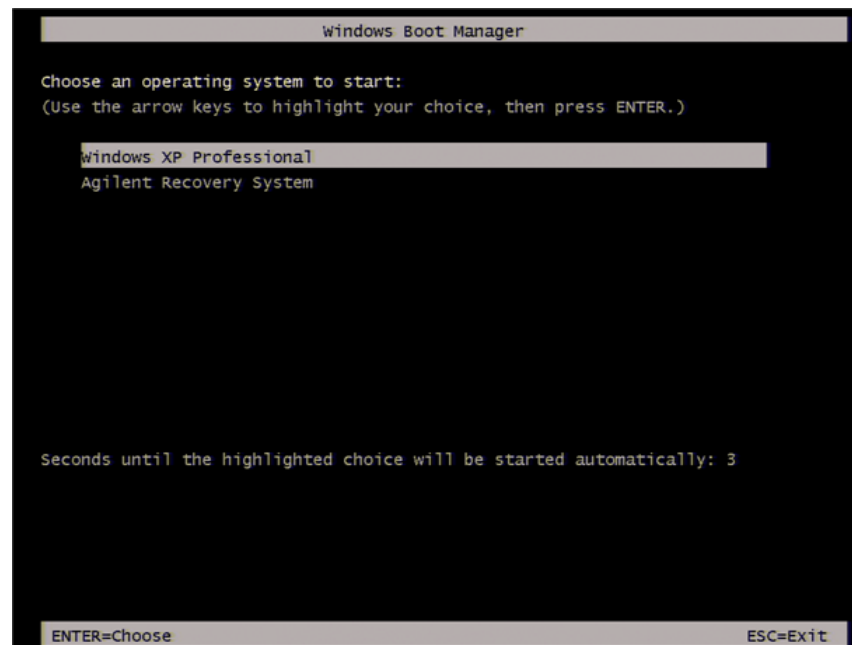 Windows Boot Manager
Choose an operating system to start:
(Use the arrow keys to highlight your choice, then press ENTER.)
Windows XP Professional
Agilent Recovery System
Seconds until the highlighted choice will be started automatically: 3
ENTER=Choose ESC=Exit